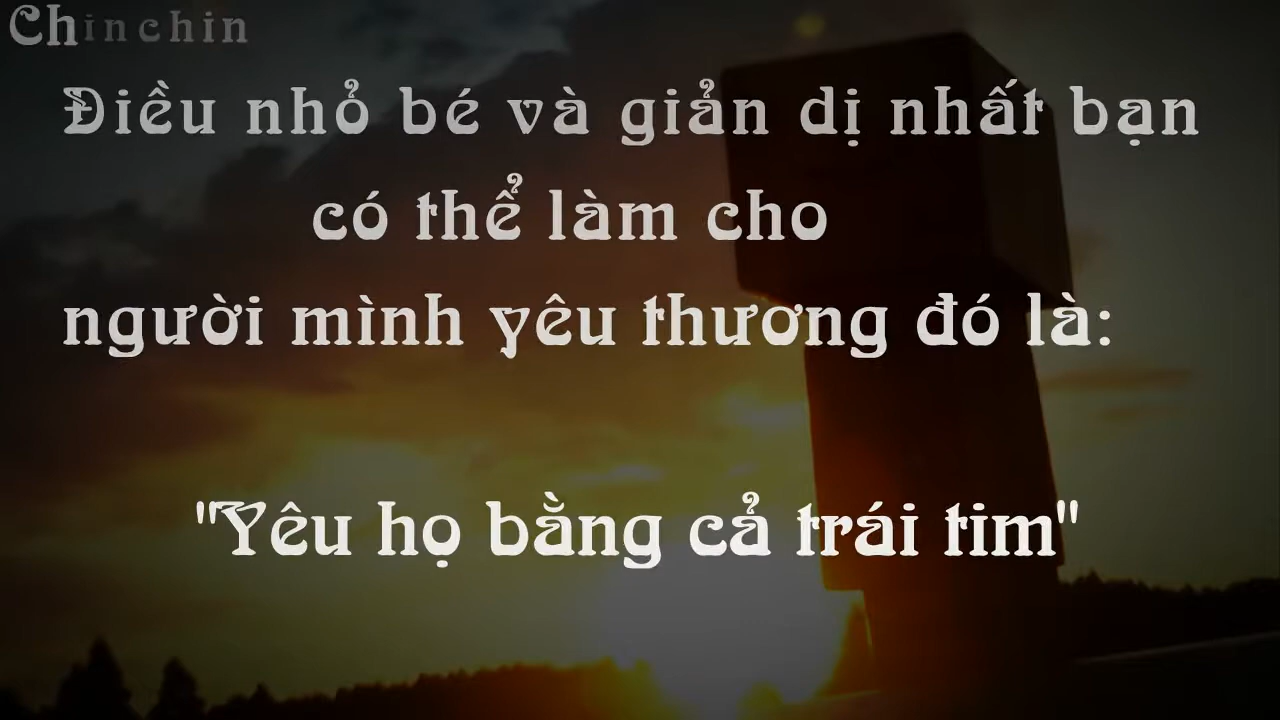 Chinchin
Điều nhỏ bé và giản dị nhất bạn
có thể làm cho
người mình yêu thương đó là:
"Yêu họ bằng cả trái tim"